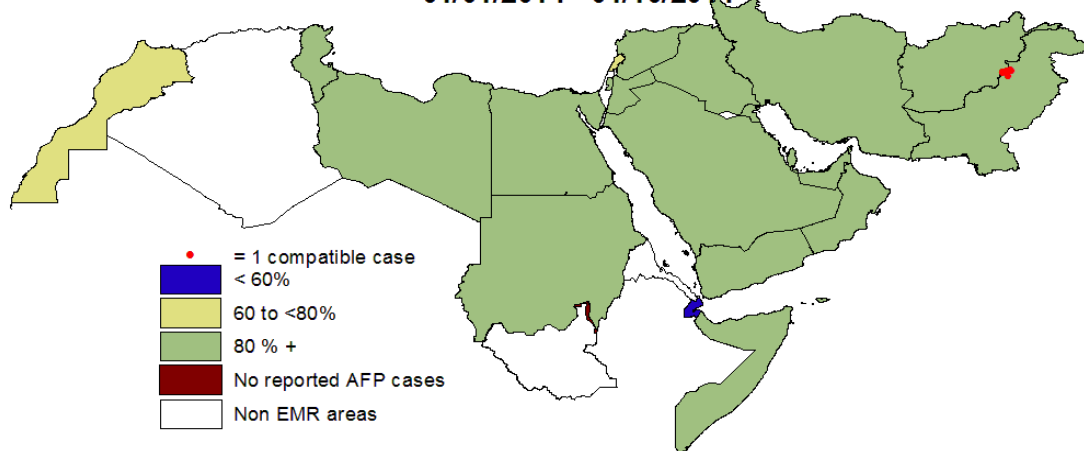 = 1 compatible case
< 60%
60 to <80%
80 % +
No reported AFP cases
Non EMR areas